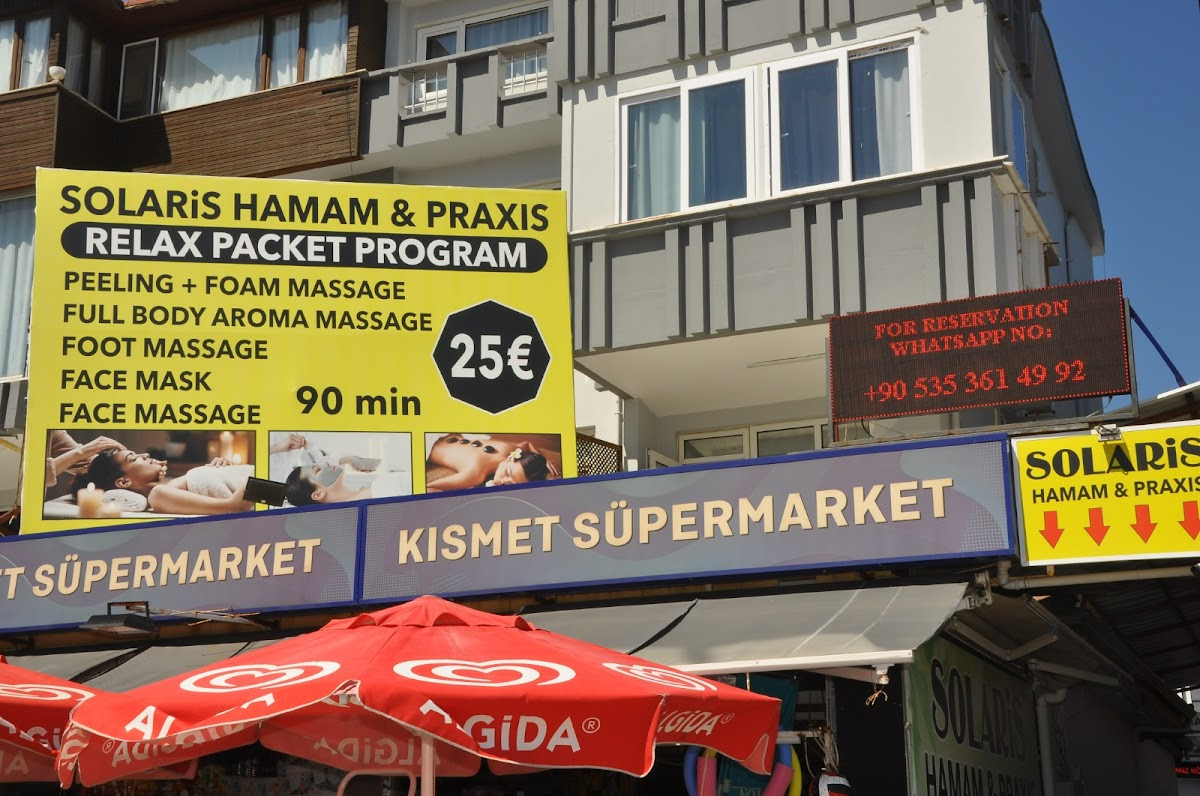 SOLARiS HAMAM & PRAXIS
RELAX PACKET PROGRAM
PEELING + FOAM MASSAGE
FULL BODY AROMA MASSAGE
FOOT MASSAGE
FACE MASK
FACE MASSAGE
90 min
25€
FOR RESERVATION
WHATSAPP NO:
+90 535 361 49 92
T SÜPERMARKET
KISMET SÜPERMARKET
SOLARiS
HAMAM & PRAXIS
ALGiDA®
ALGiDA®
SOLARiS
HAMAM & PRAXIS